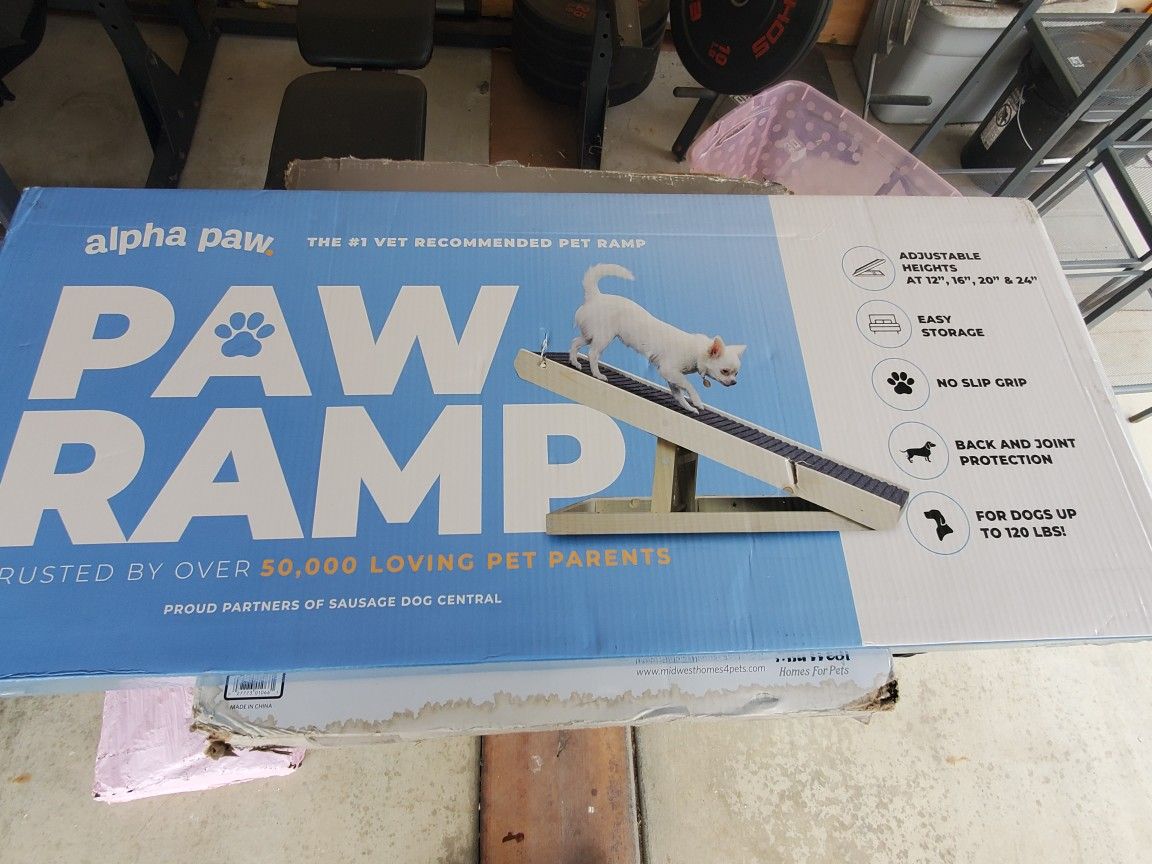 alpha paw.
THE #1 VET RECOMMENDED PET RAMP
PAW
RAMP
RUSTED BY OVER 50,000 LOVING PET PARENTS
PROUD PARTNERS OF SAUSAGE DOG CENTRAL
ADJUSTABLE
HEIGHTS
AT 12", 16", 20" & 24"
EASY
STORAGE
NO SLIP GRIP
BACK AND JOINT
PROTECTION
FOR DOGS UP
TO 120 LBS!
www.midwesthomes4pets.com
MidWest
Homes For Pets
MADE IN CHINA
10